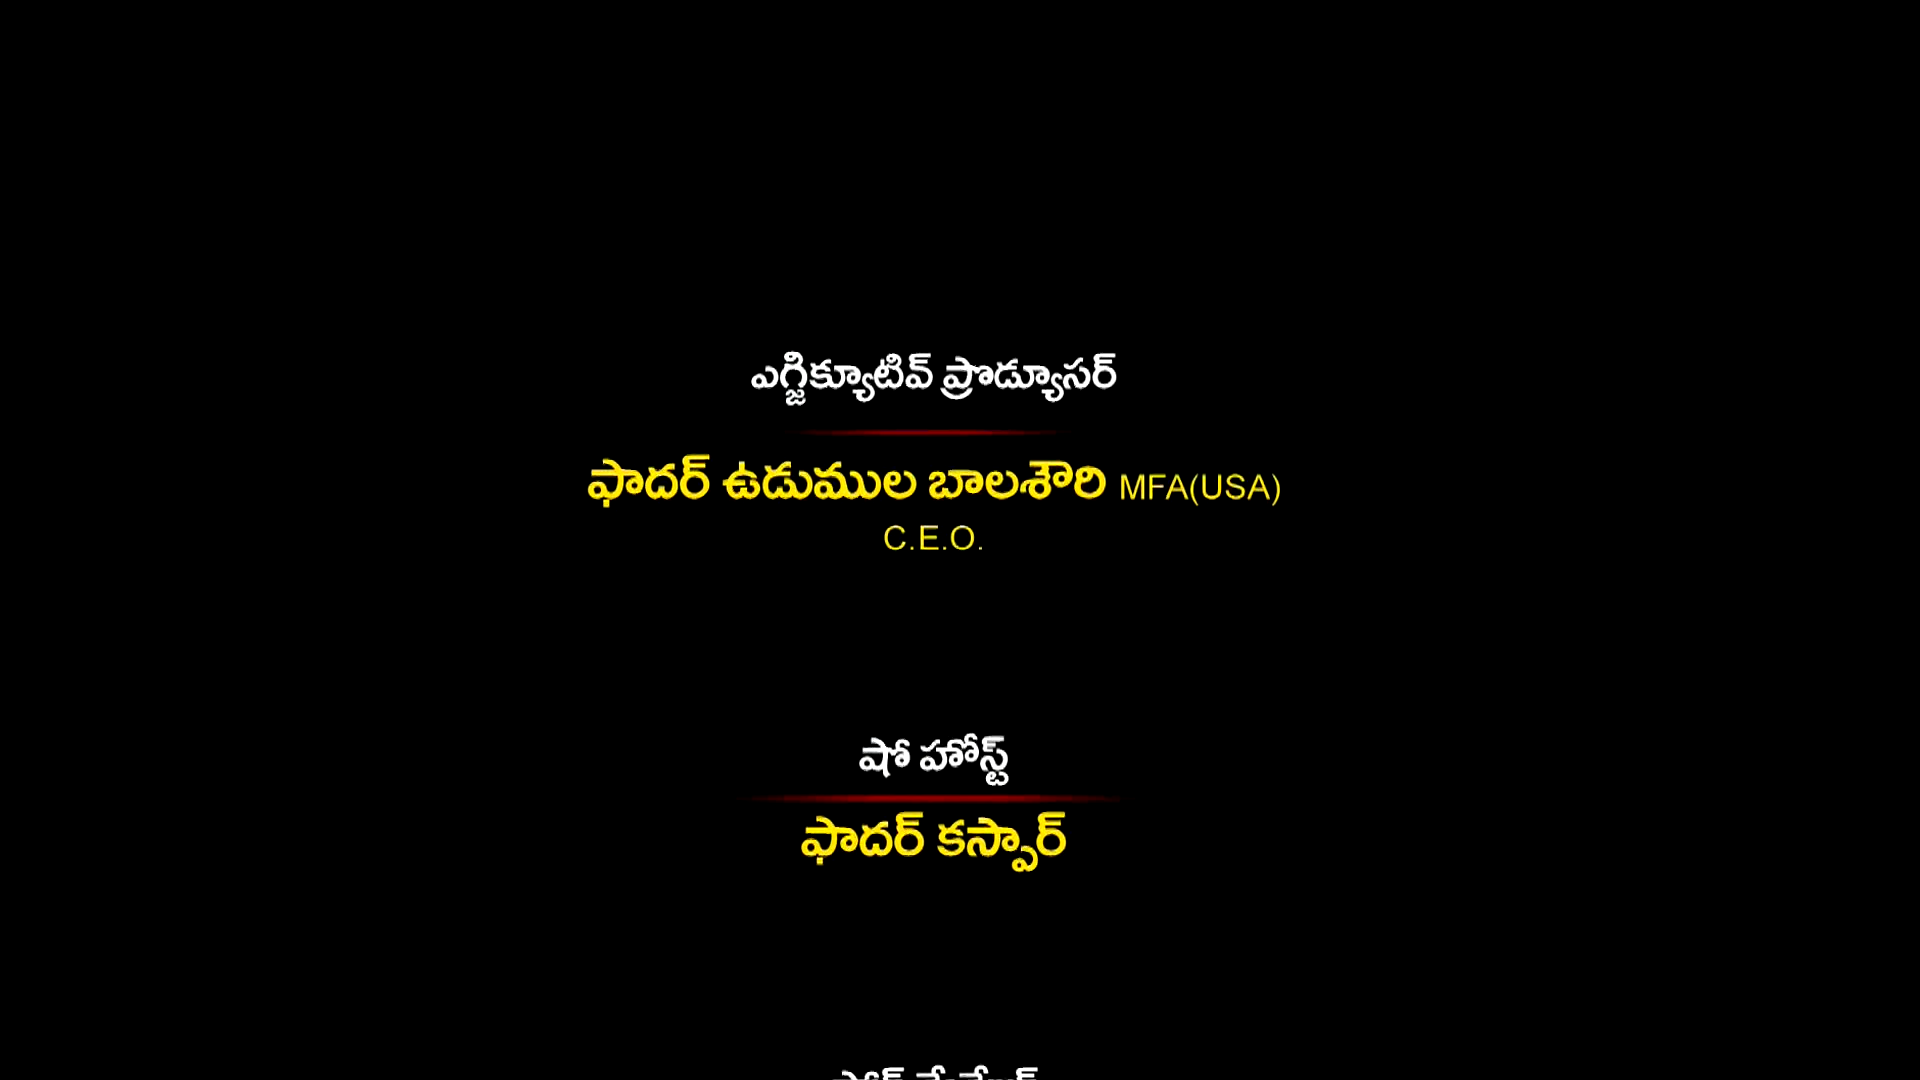 ఎగ్జిక్యూటివ్ ప్రొడ్యూసర్
ఫాదర్ ఉడుముల బాలశౌరి MFA(USA)
C.E.O.
షో హోస్ట్
ఫాదర్ కస్పార్